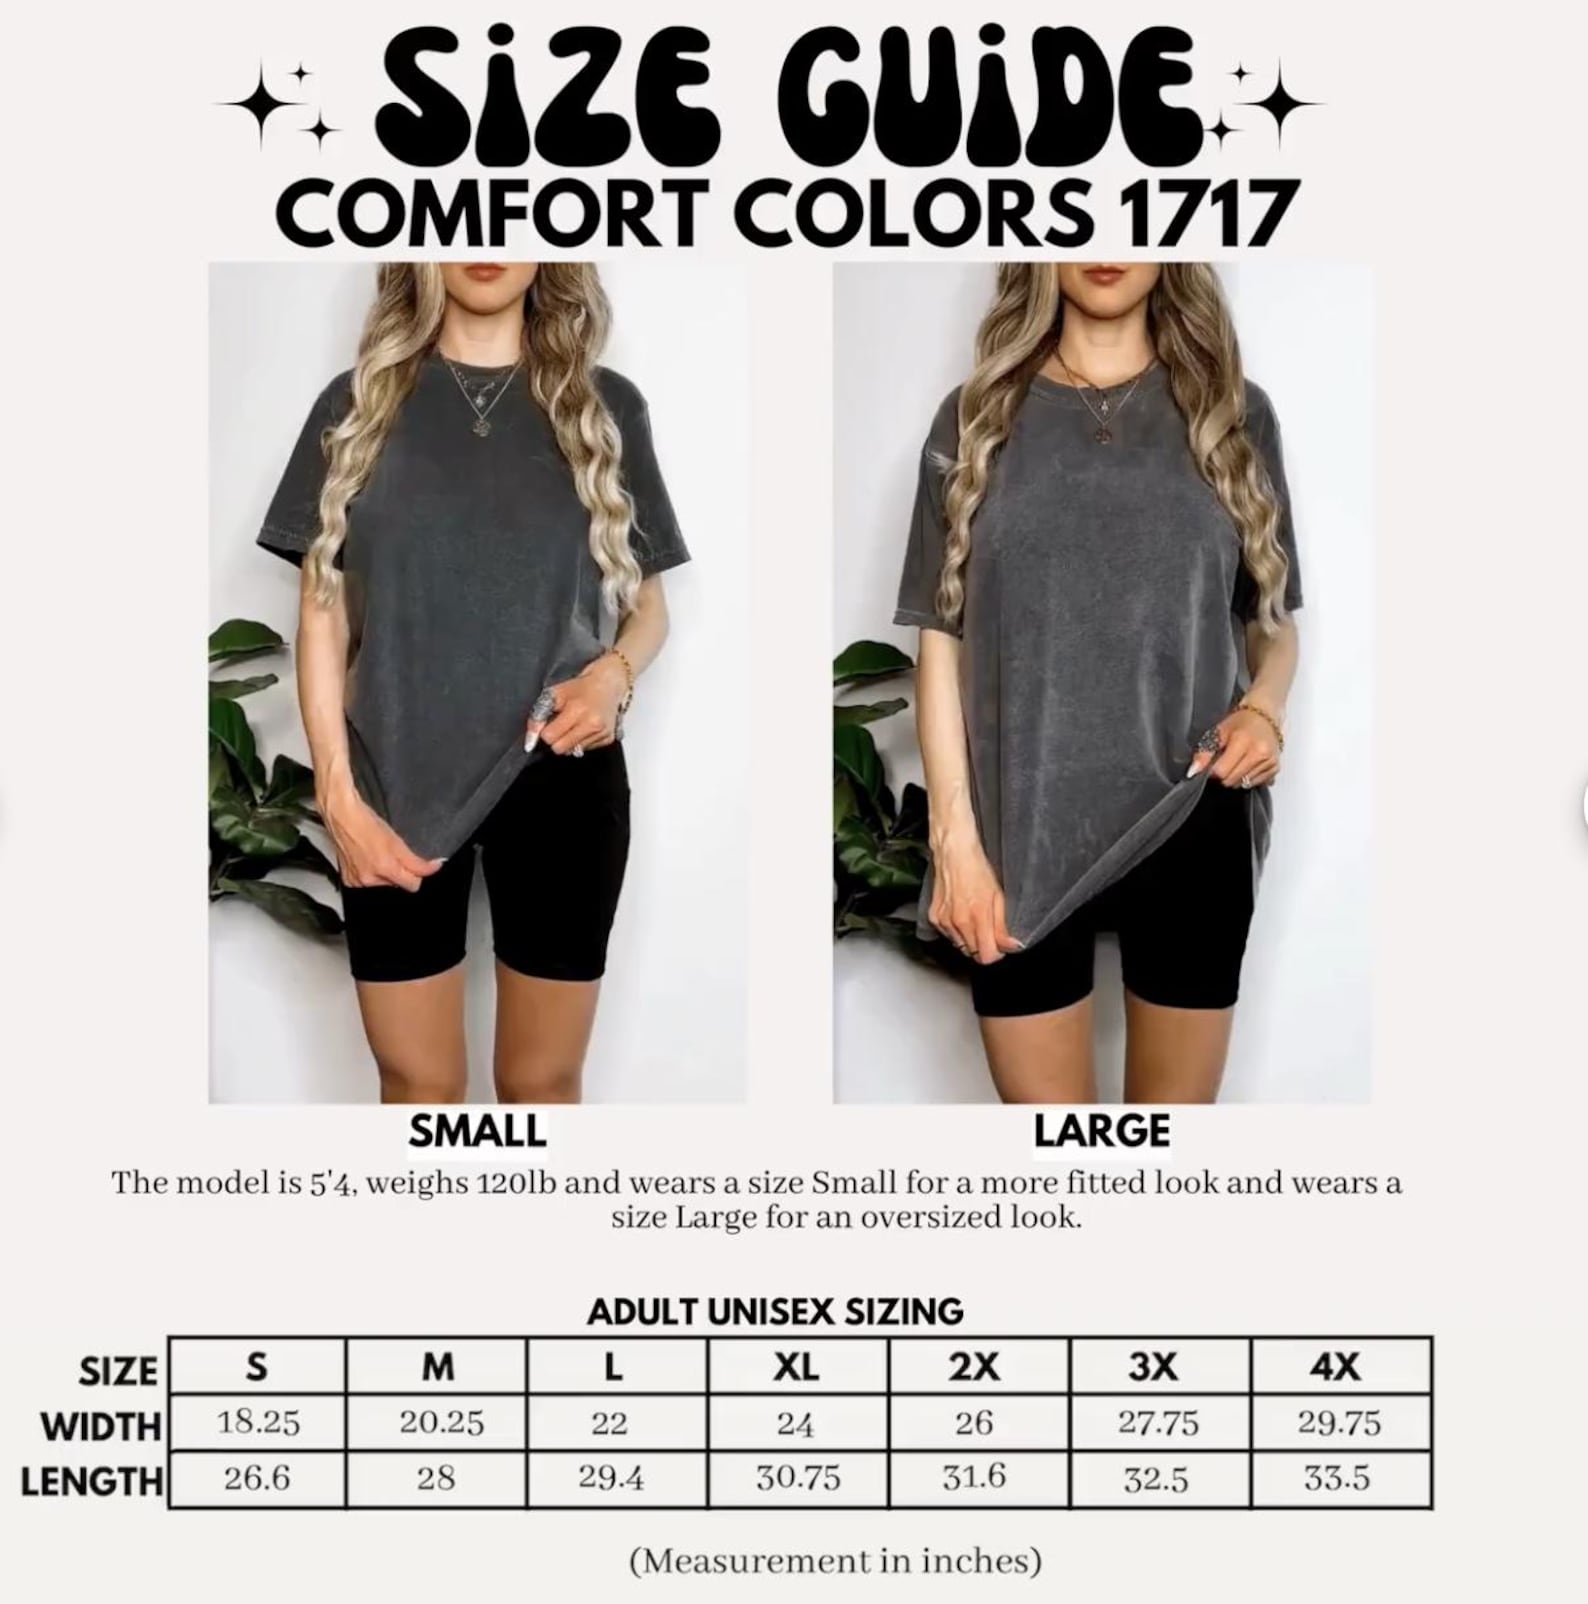 SiZE GUiDE
COMFORT COLORS 1717
SMALL LARGE
The model is 5'4, weighs 120lb and wears a size Small for a more fitted look and wears a
size Large for an oversized look.
ADULT UNISEX SIZING
SIZE S M L XL 2X 3X 4X
WIDTH 18.25 20.25 22 24 26 27.75 29.75
LENGTH 26.6 28 29.4 30.75 31.6 32.5 33.5
(Measurement in inches)